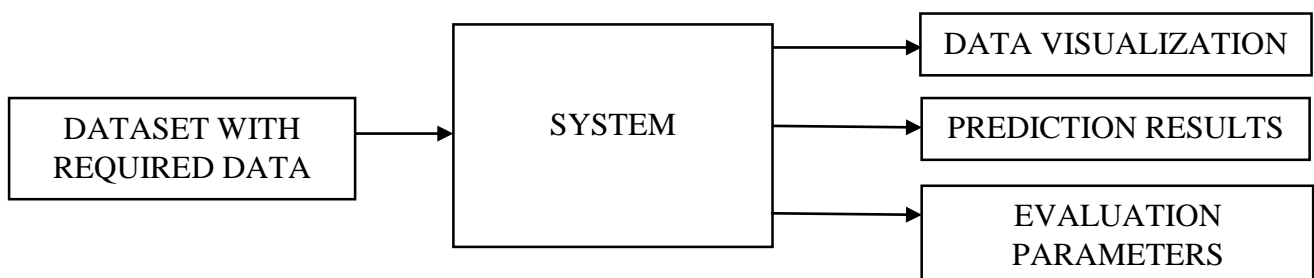 DATASET WITH
REQUIRED DATA
SYSTEM
DATA VISUALIZATION
PREDICTION RESULTS
EVALUATION
PARAMETERS